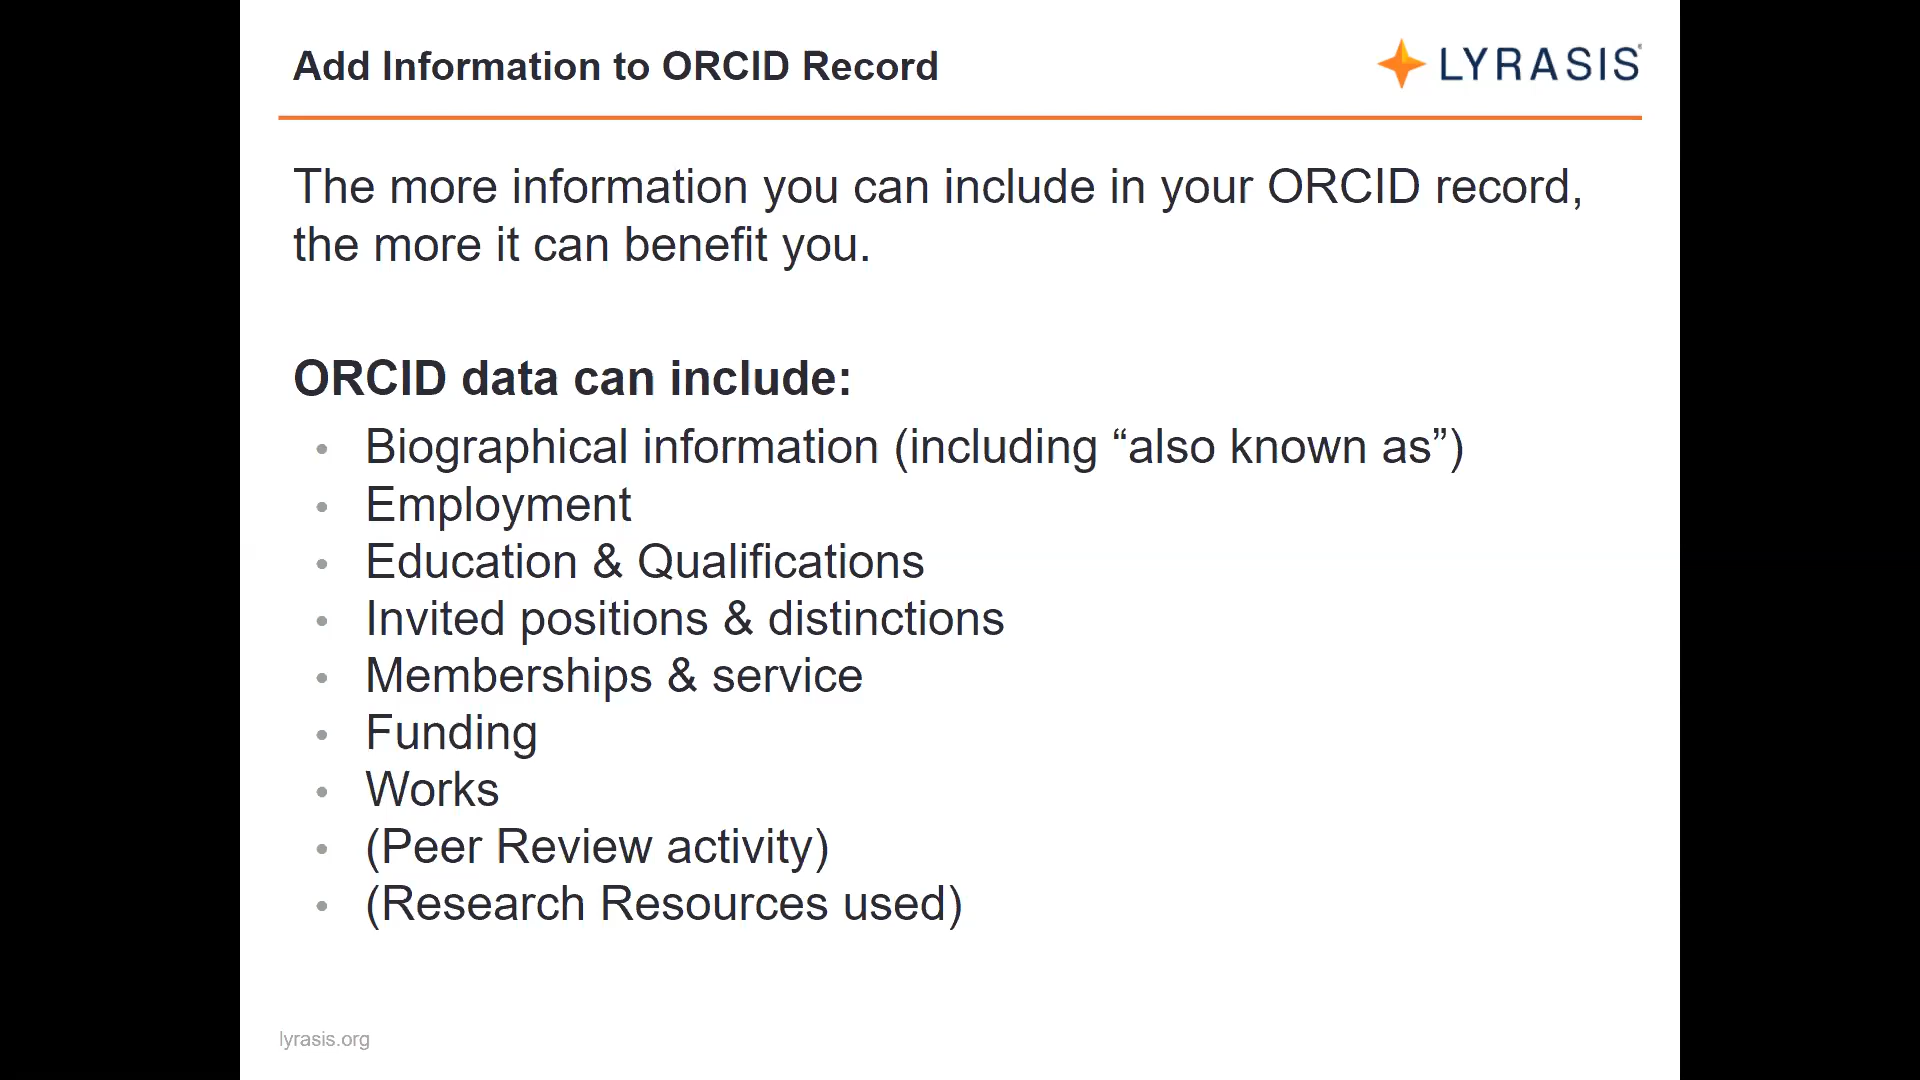 Add Information to ORCID Record
LYRASIS
The more information you can include in your ORCID record,
the more it can benefit you.
ORCID data can include:
• Biographical information (including “also known as”)
• Employment
• Education & Qualifications
• Invited positions & distinctions
• Memberships & service
• Funding
• Works
• (Peer Review activity)
• (Research Resources used)
lyrasis.org